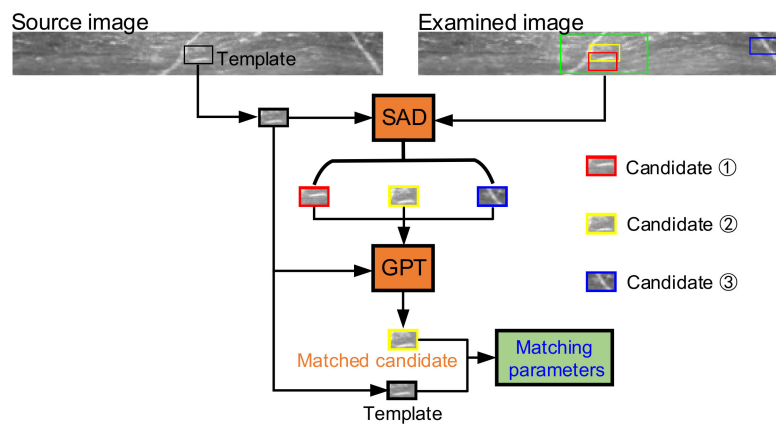 Source image
Examined image
Template
SAD
Candidate ①
Candidate ②
GPT
Candidate ③
Matched candidate
Matching
parameters
Template